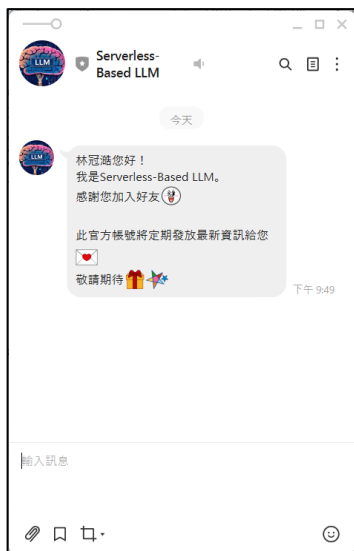 LLM
Serverless-
Based LLM
今天
LLM
林冠澔您好！
我是Serverless-Based LLM。
感謝您加入好友
此官方帳號將定期發放最新資訊給您
敬請期待
下午 9:49
輸入訊息